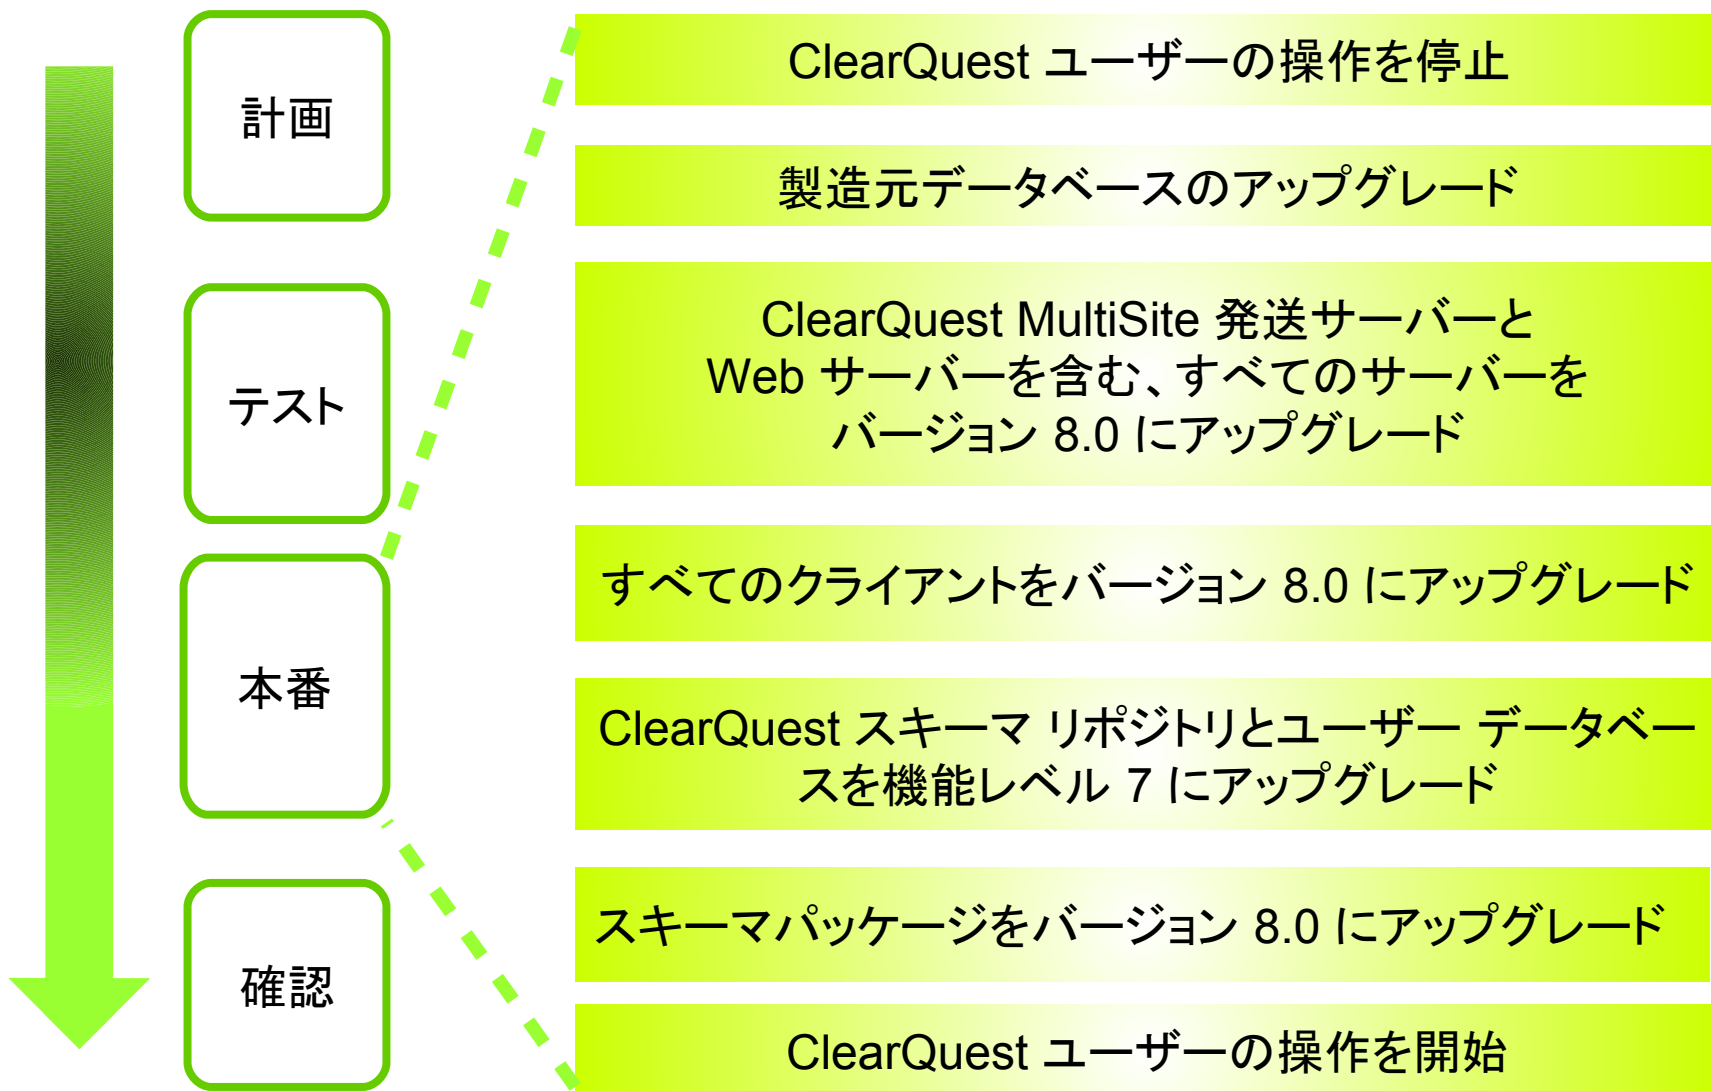 計画
テスト
本番
確認
ClearQuest ユーザーの操作を停止
製造元データベースのアップグレード
ClearQuest MultiSite 発送サーバーと
Web サーバーを含む、すべてのサーバーを
バージョン 8.0 にアップグレード
すべてのクライアントをバージョン 8.0 にアップグレード
ClearQuest スキーマ リポジトリとユーザー データベー
スを機能レベル 7 にアップグレード
スキーマパッケージをバージョン 8.0 にアップグレード
ClearQuest ユーザーの操作を開始